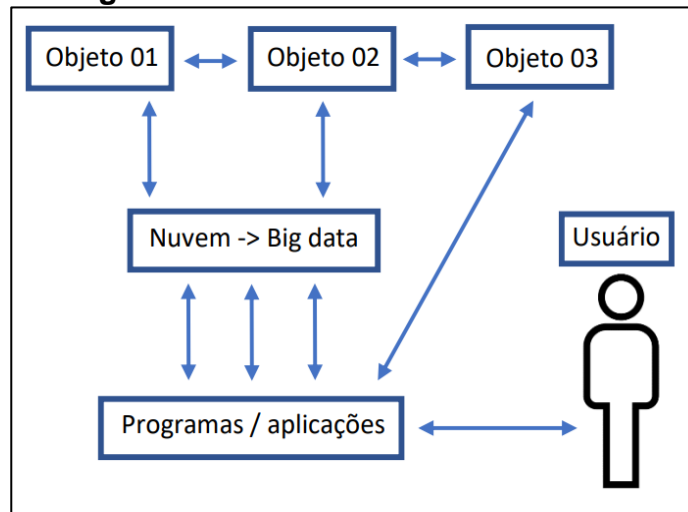 Objeto 01
Objeto 02
Objeto 03
Nuvem -> Big data
Usuário
Programas / aplicações